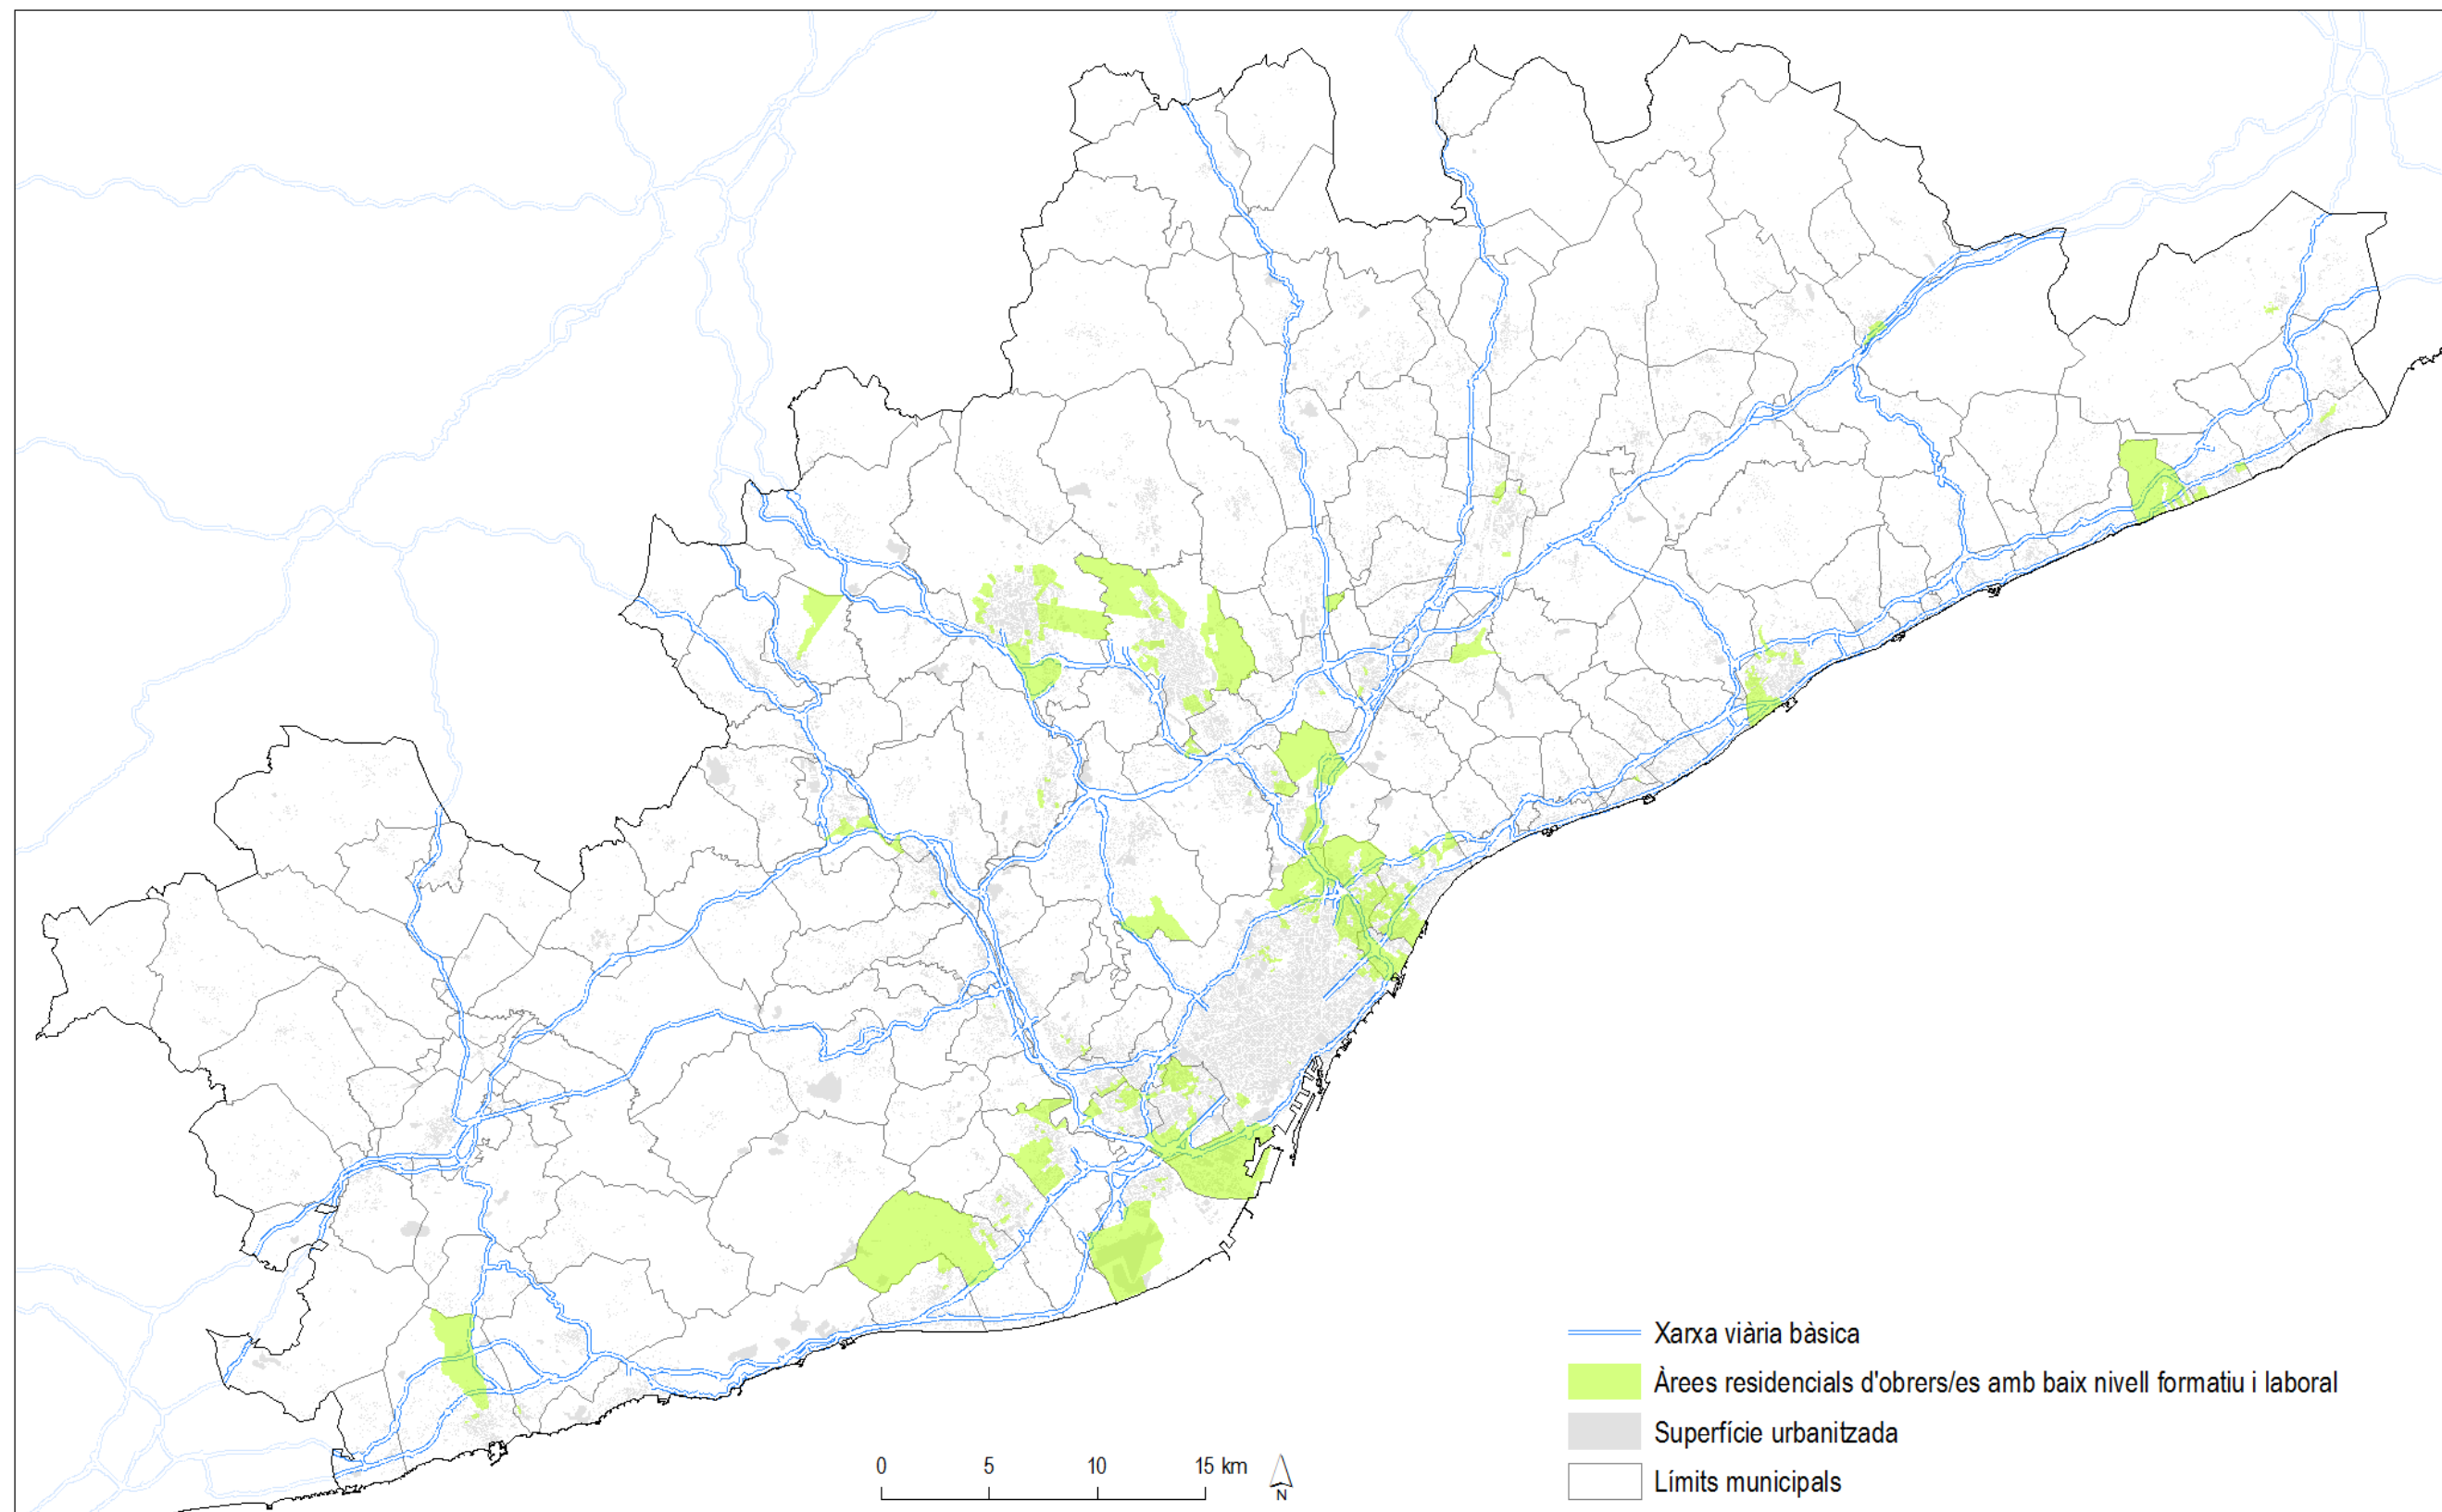 Xarxa viària bàsica
Àrees residencials d'obrers/es amb baix nivell formatiu i laboral
Superfície urbanitzada
Límits municipals
0 5 10 15 km
N